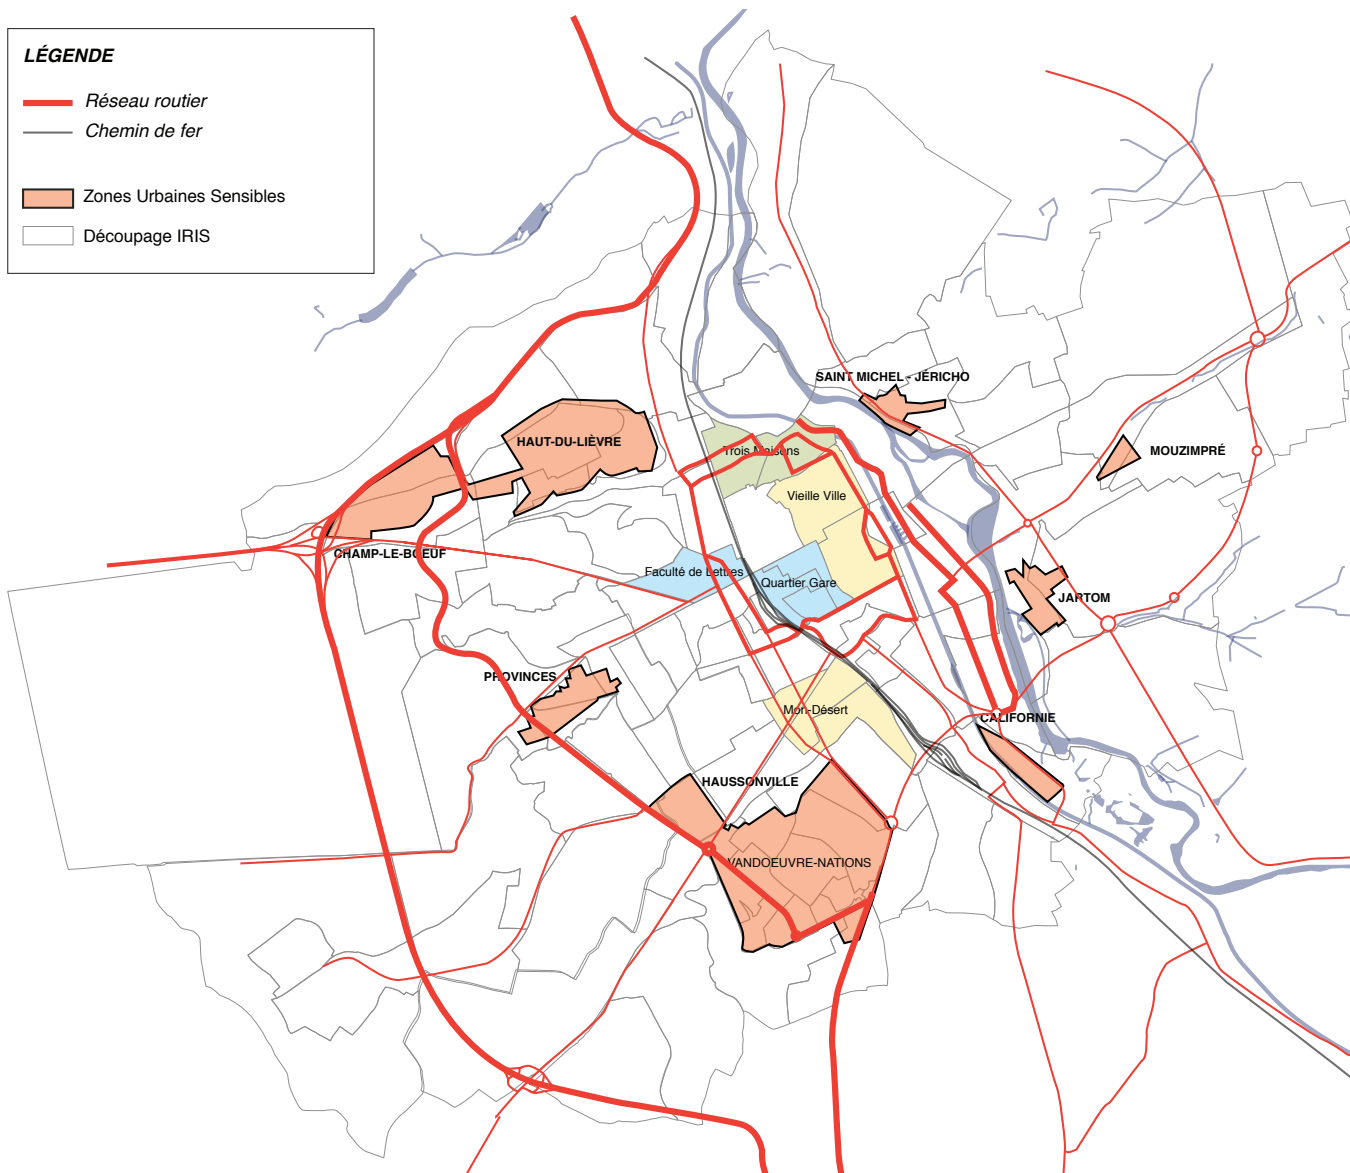 LÉGENDE
Réseau routier
Chemin de fer
Zones Urbaines Sensibles
Découpage IRIS
SAINT MICHEL - JÉRICHO
HAUT-DU-LIÈVRE
Trois Maisons
MOUZIMPRÉ
Vieille Ville
CHAMP-LE-BŒUF
Faculté de Lettres
Quartier Gare
JARTOM
PROVINCES
Mon-Désert
CALIFORNIE
HAUSSONVILLE
VANDOEUVRE-NATIONS